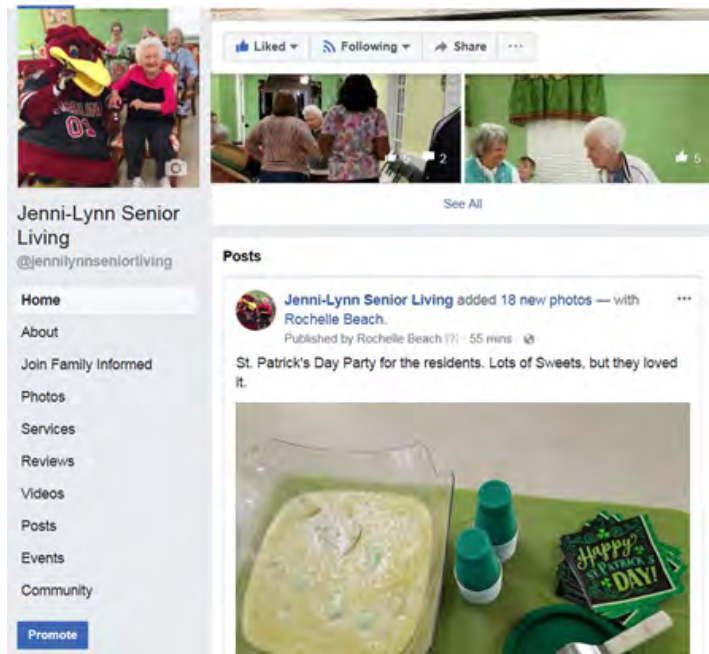 Liked
Following
Share
6
2
5
See All
Jenni-Lynn Senior
Living
@jennilynnseniorliving
Home
About
Join Family Informed
Photos
Services
Reviews
Videos
Posts
Events
Community
Promote
Posts
Jenni-Lynn Senior Living added 18 new photos — with
Rochelle Beach.
Published by Rochelle Beach [?] · 55 mins ·
St. Patrick's Day Party for the residents. Lots of Sweets, but they loved
it.
Happy
ST. PATRICK'S
DAY!
01